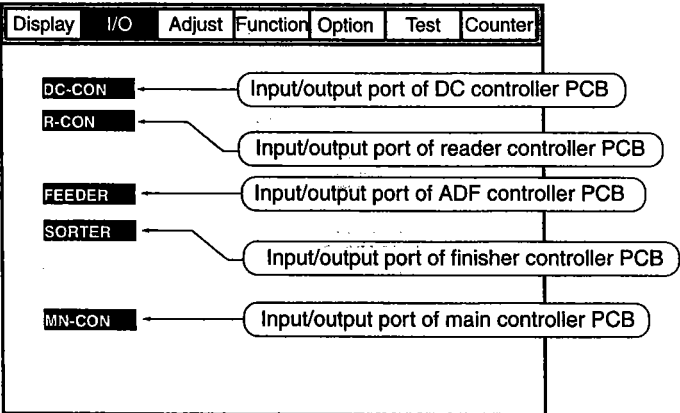 Display I/O Adjust Function Option Test Counter
DC-CON Input/output port of DC controller PCB
R-CON
Input/output port of reader controller PCB
FEEDER Input/output port of ADF controller PCB
SORTER
Input/output port of finisher controller PCB
MN-CON Input/output port of main controller PCB